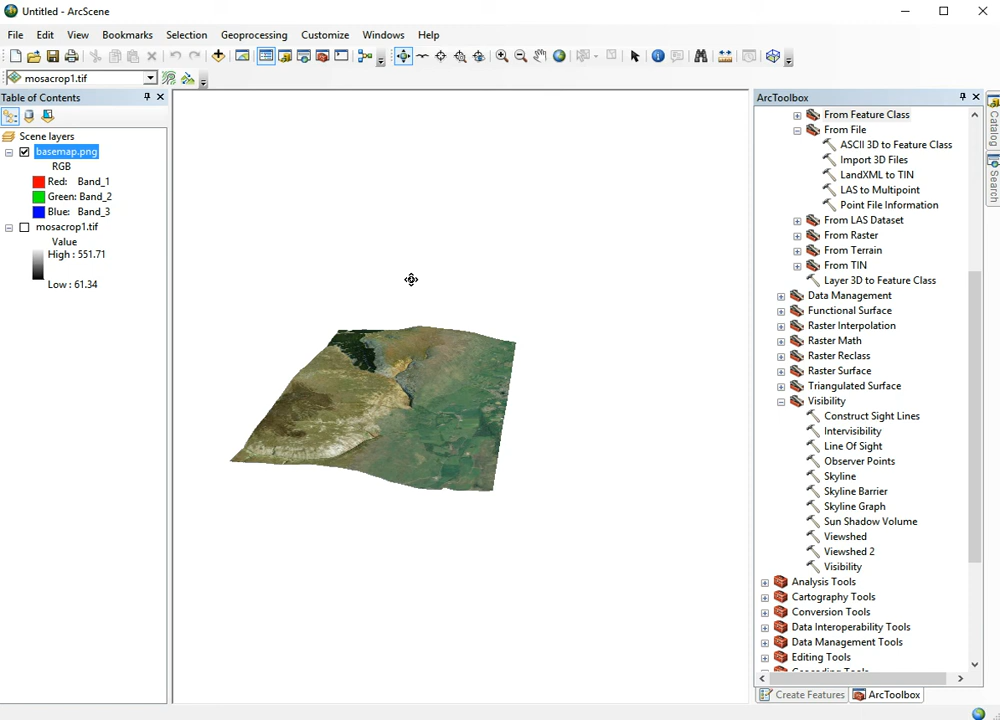 Untitled - ArcScene
File Edit View Bookmarks Selection Geoprocessing Customize Windows Help
mosacrop1.tif
Table of Contents
Scene layers
basemap.png
RGB
Red: Band_1
Green: Band_2
Blue: Band_3
mosacrop1.tif
Value
High : 551.71
Low : 61.34
ArcToolbox
From Feature Class
From File
ASCII 3D to Feature Class
Import 3D Files
LandXML to TIN
LAS to Multipoint
Point File Information
From LAS Dataset
From Raster
From Terrain
From TIN
Layer 3D to Feature Class
Data Management
Functional Surface
Raster Interpolation
Raster Math
Raster Reclass
Raster Surface
Triangulated Surface
Visibility
Construct Sight Lines
Intervisibility
Line Of Sight
Observer Points
Skyline
Skyline Barrier
Skyline Graph
Sun Shadow Volume
Viewshed
Viewshed 2
Visibility
Analysis Tools
Cartography Tools
Conversion Tools
Data Interoperability Tools
Data Management Tools
Editing Tools
Create Features ArcToolbox
Catalog
Search